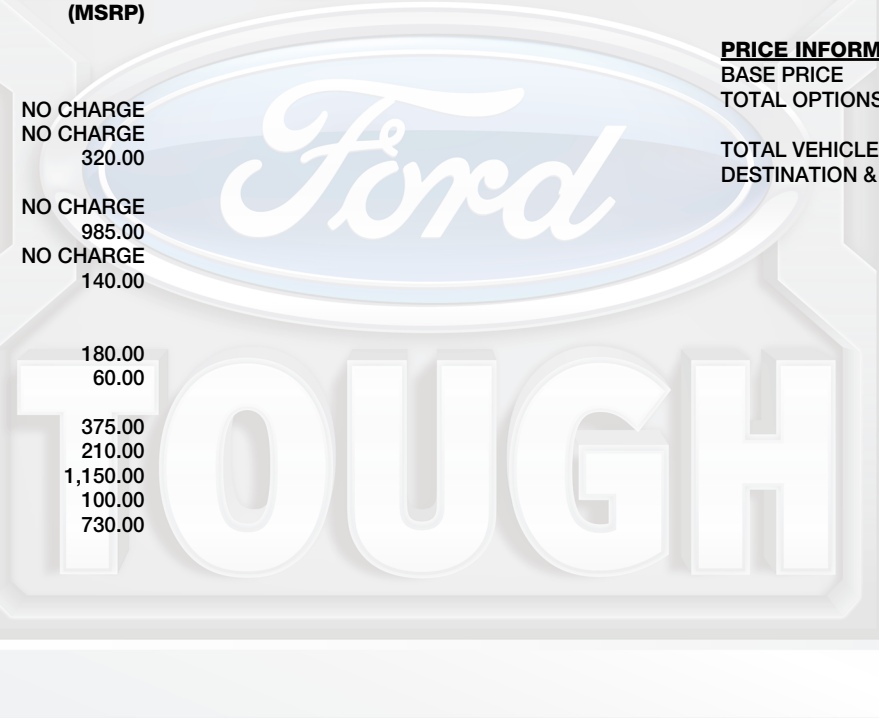 (MSRP)
NO CHARGE
NO CHARGE
320.00
NO CHARGE
985.00
NO CHARGE
140.00
180.00
60.00
375.00
210.00
1,150.00
100.00
730.00
PRICE INFORM
BASE PRICE
TOTAL OPTIONS
TOTAL VEHICLE
DESTINATION &
Ford
TOUGH